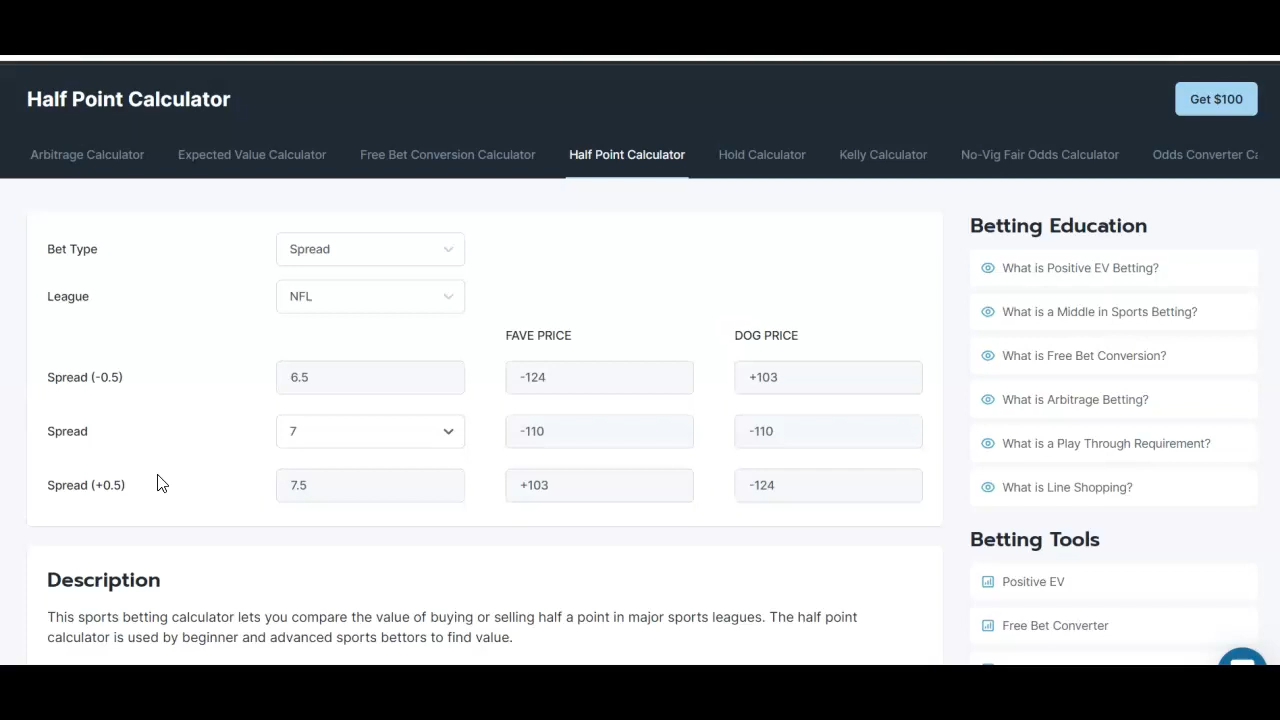 Half Point Calculator
Get $100
Arbitrage Calculator Expected Value Calculator Free Bet Conversion Calculator Half Point Calculator Hold Calculator Kelly Calculator No-Vig Fair Odds Calculator Odds Converter Ca
Bet Type Spread
League NFL
FAVE PRICE DOG PRICE
Spread (-0.5) 6.5 -124 +103
Spread 7 -110 -110
Spread (+0.5) 7.5 +103 -124
Description
This sports betting calculator lets you compare the value of buying or selling half a point in major sports leagues. The half point
calculator is used by beginner and advanced sports bettors to find value.
Betting Education
What is Positive EV Betting?
What is a Middle in Sports Betting?
What is Free Bet Conversion?
What is Arbitrage Betting?
What is a Play Through Requirement?
What is Line Shopping?
Betting Tools
Positive EV
Free Bet Converter